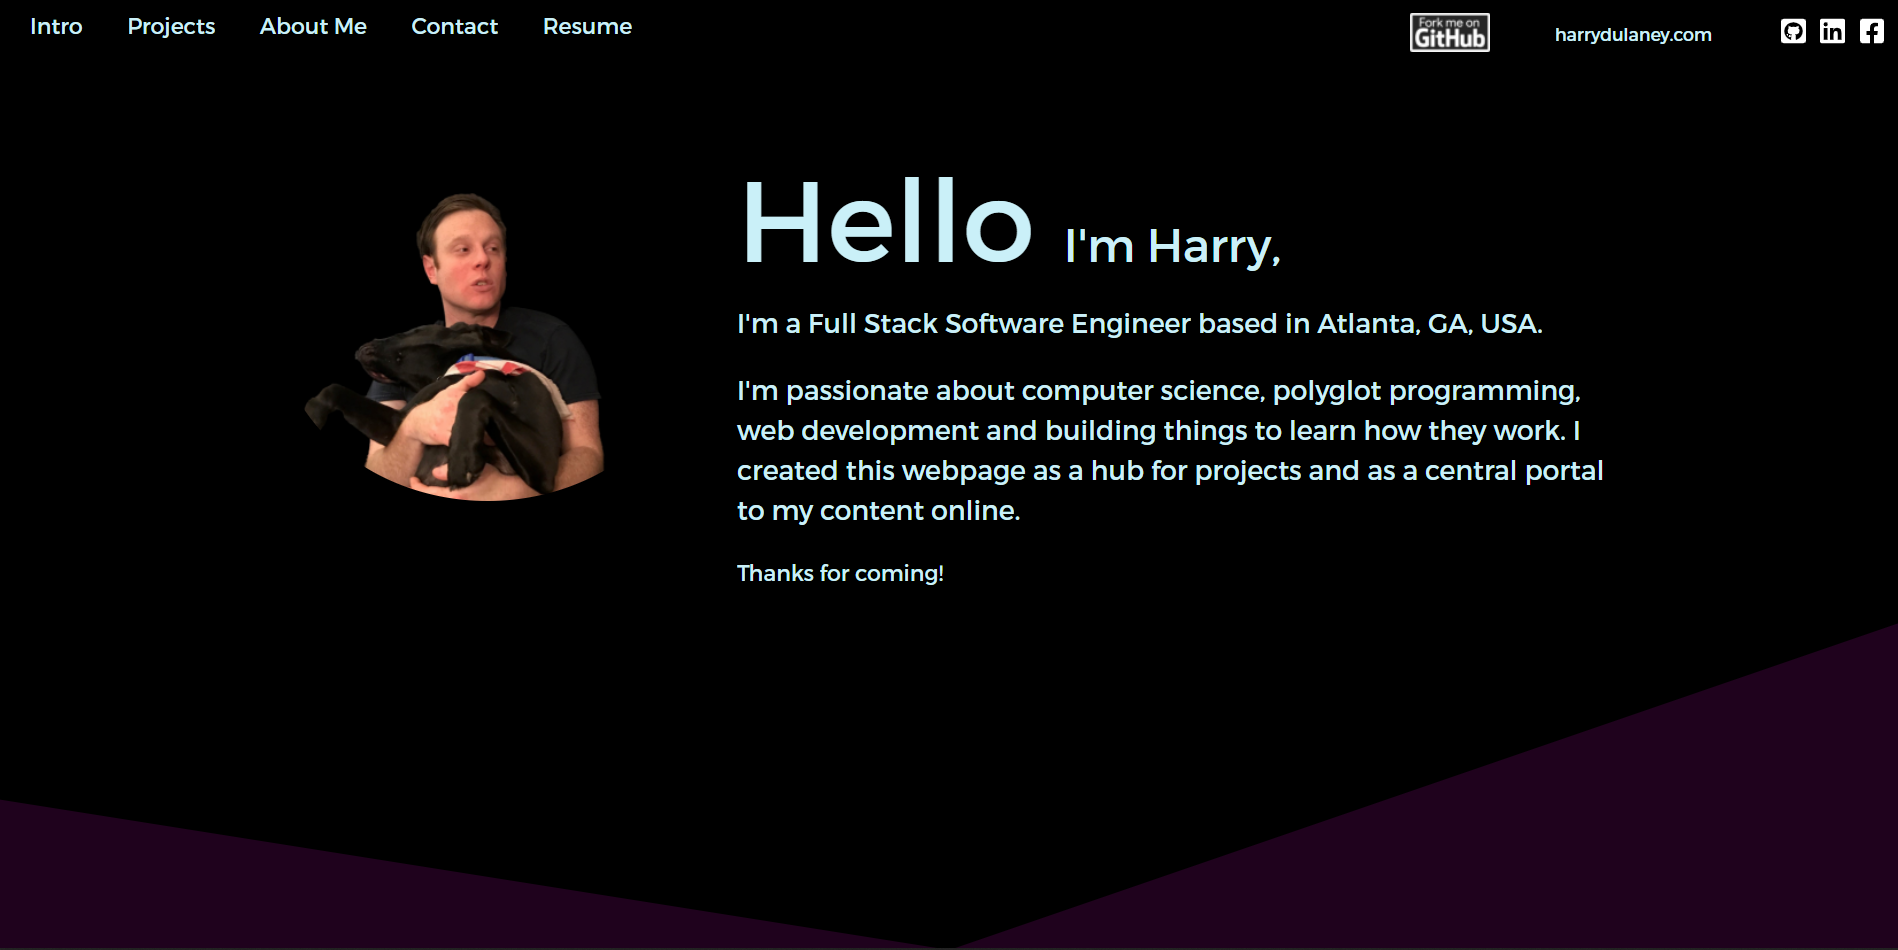 Intro Projects About Me Contact Resume
Fork me on
GitHub
harrydulaney.com
in
Hello I'm Harry,
I'm a Full Stack Software Engineer based in Atlanta, GA, USA.
I'm passionate about computer science, polyglot programming,
web development and building things to learn how they work. I
created this webpage as a hub for projects and as a central portal
to my content online.
Thanks for coming!